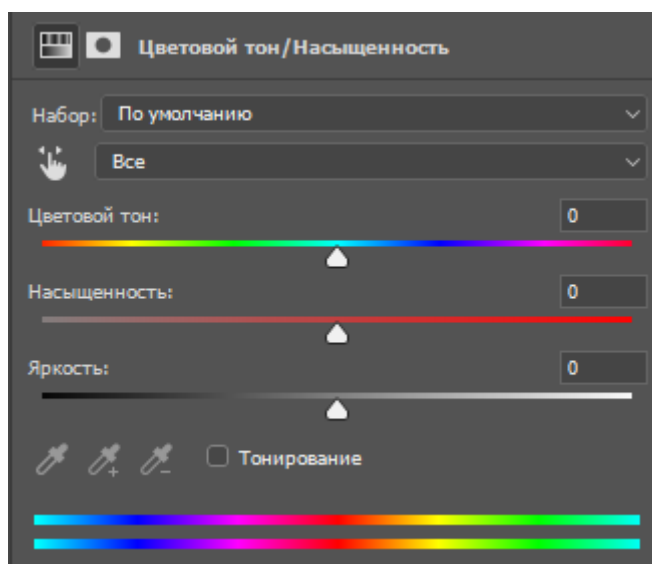 Цветовой тон/Насыщенность
Набор: По умолчанию
Все
Цветовой тон: 0
Насыщенность: 0
Яркость: 0
Тонирование